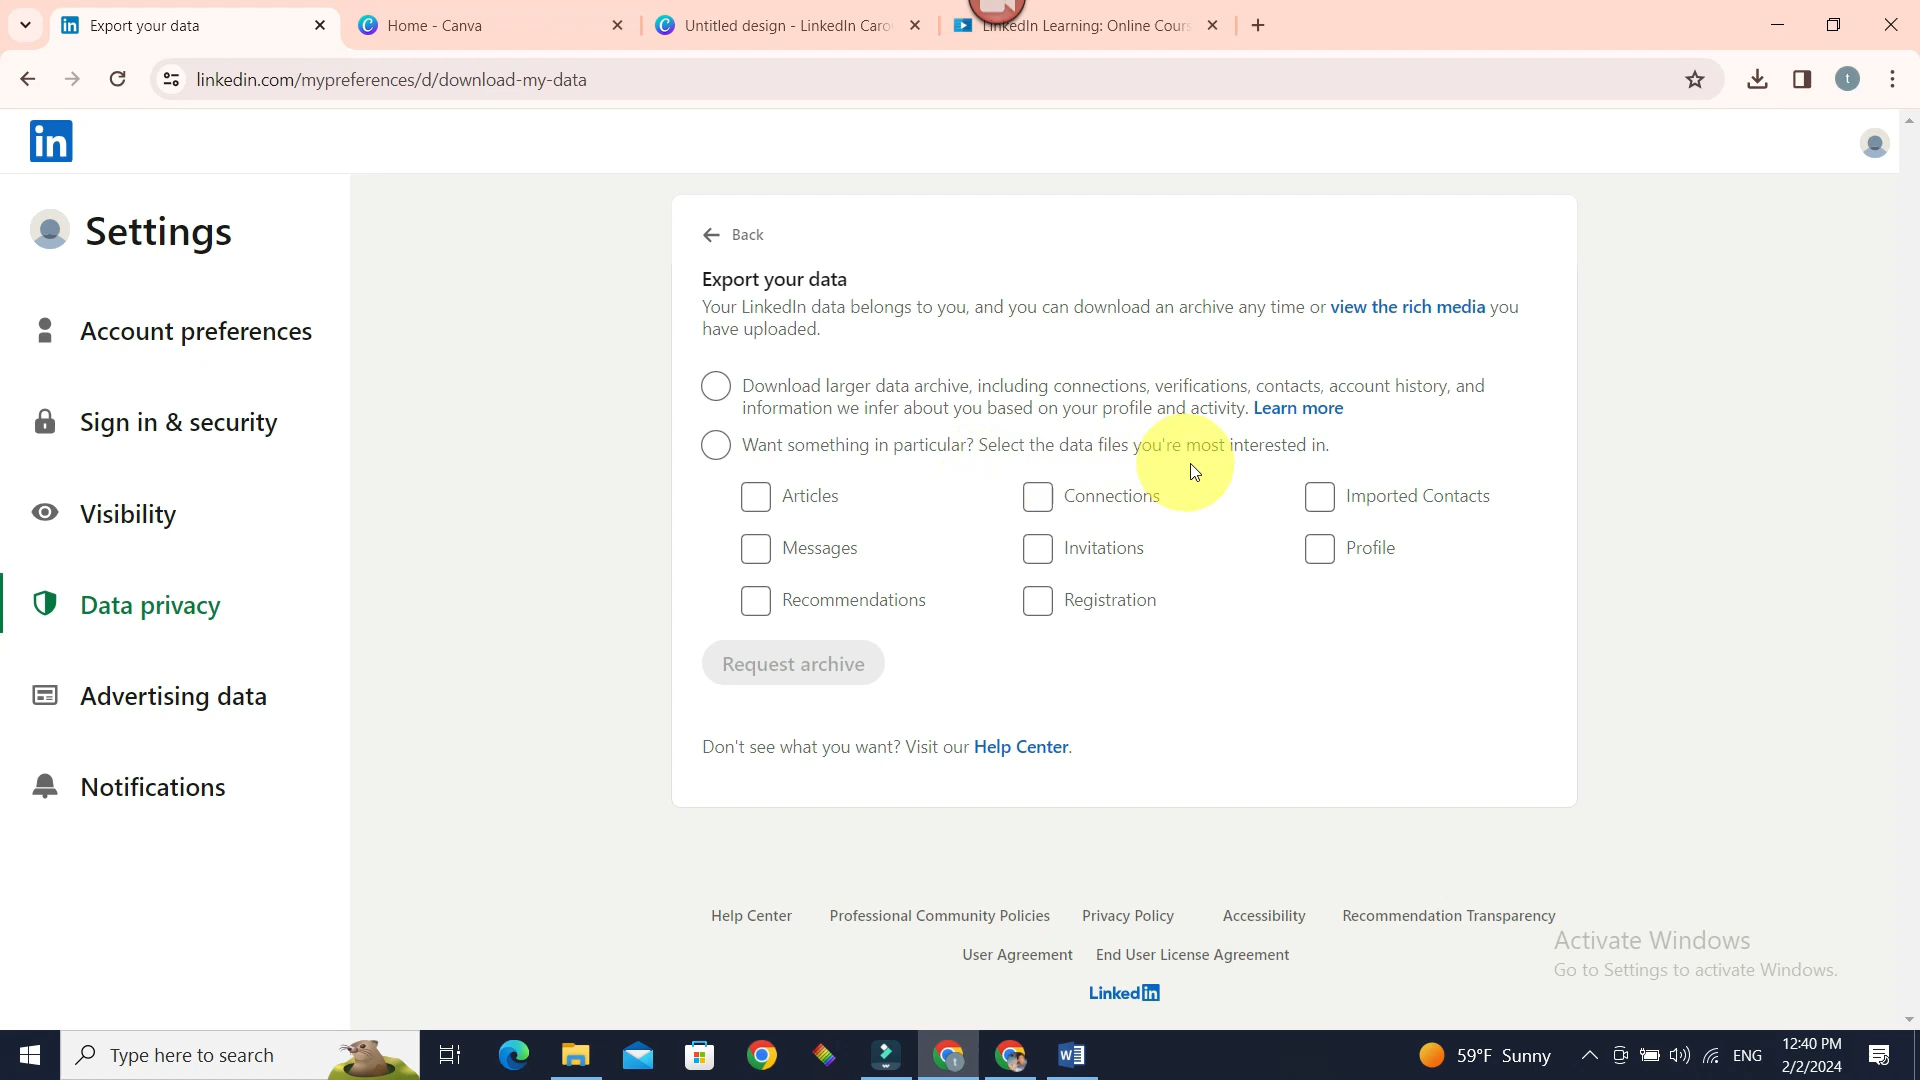 Export your data
Home - Canva
Untitled design - LinkedIn Caro
LinkedIn Learning: Online Cours
linkedin.com/mypreferences/d/download-my-data
t
in
Settings
Account preferences
Sign in & security
Visibility
Data privacy
Advertising data
Notifications
Back
Export your data
Your LinkedIn data belongs to you, and you can download an archive any time or view the rich media you
have uploaded.
Download larger data archive, including connections, verifications, contacts, account history, and
information we infer about you based on your profile and activity. Learn more
Want something in particular? Select the data files you're most interested in.
Articles Connections Imported Contacts
Messages Invitations Profile
Recommendations Registration
Request archive
Don't see what you want? Visit our Help Center.
Help Center Professional Community Policies Privacy Policy Accessibility Recommendation Transparency
User Agreement End User License Agreement
LinkedIn
Activate Windows
Go to Settings to activate Windows.
Type here to search
59°F Sunny
ENG
12:40 PM
2/2/2024